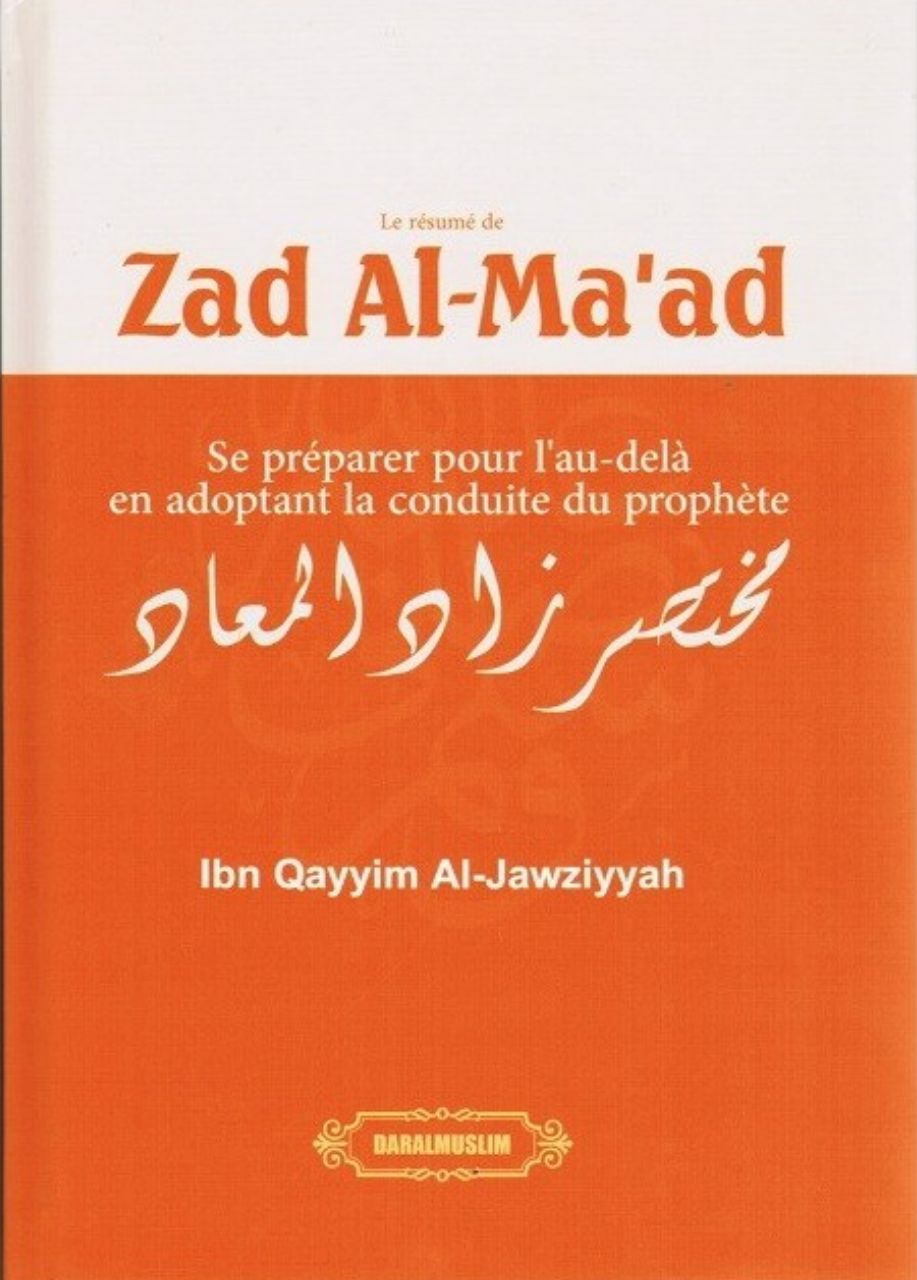 Le résumé de
Zad Al-Ma'ad
Se préparer pour l'au-delà
en adoptant la conduite du prophète
مختصر زاد المعاد
Ibn Qayyim Al-Jawziyyah
DARALMUSLIM